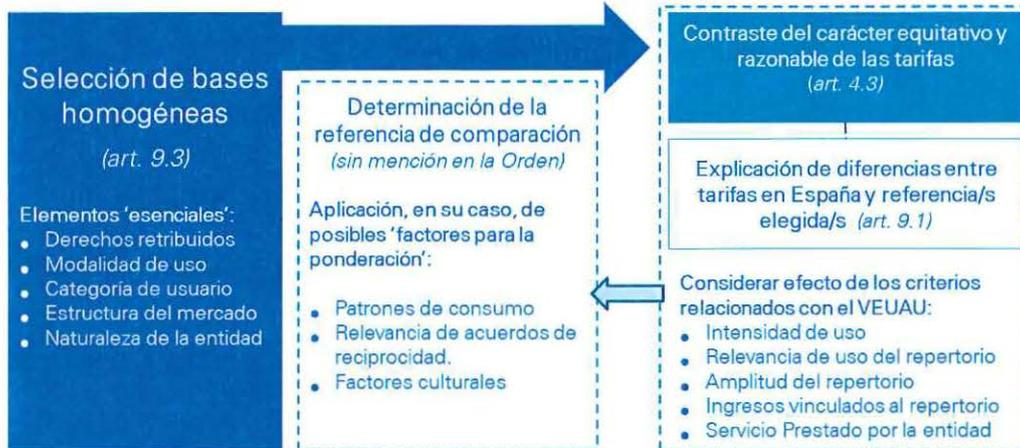 Selección de bases
homogéneas
(art. 9.3)
Elementos 'esenciales':
• Derechos retribuidos
• Modalidad de uso
• Categoría de usuario
• Estructura del mercado
• Naturaleza de la entidad
Determinación de la
referencia de comparación
(sin mención en la Orden)
Aplicación, en su caso, de
posibles 'factores para la
ponderación':
• Patrones de consumo
• Relevancia de acuerdos de
reciprocidad.
• Factores culturales
Contraste del carácter equitativo y
razonable de las tarifas
(art. 4.3)
Explicación de diferencias entre
tarifas en España y referencia/s
elegida/s (art. 9.1)
Considerar efecto de los criterios
relacionados con el VEUAU:
• Intensidad de uso
• Relevancia de uso del repertorio
• Amplitud del repertorio
• Ingresos vinculados al repertorio
• Servicio Prestado por la entidad